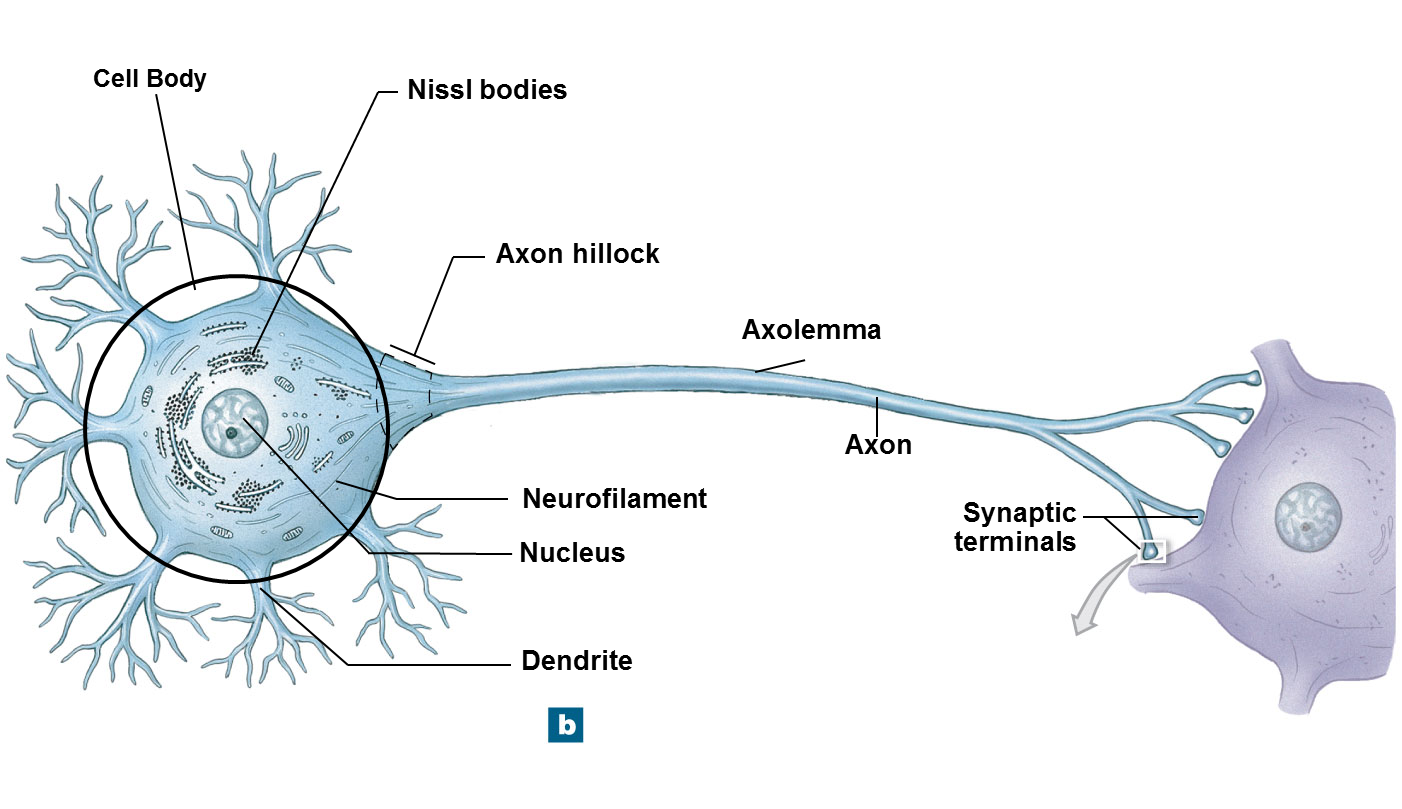 Cell Body
Nissl bodies
Axon hillock
Axolemma
Axon
Neurofilament
Synaptic
terminals
Nucleus
Dendrite
b